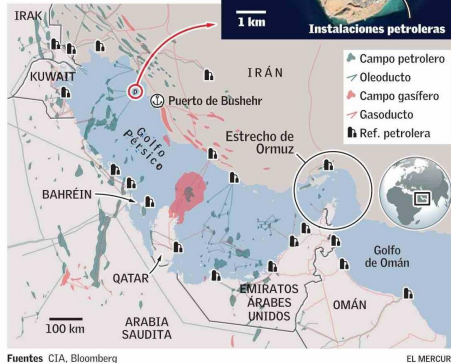 1 km
Instalaciones petroleras
IRAK
KUWAIT
IRÁN
Puerto de Bushehr
Golfo
Pérsico
Campo petrolero
Oleoducto
Campo gasífero
Gasoducto
Ref. petrolera
Estrecho de
Ormuz
BAHRÉIN
QATAR
EMIRATOS
ÁRABES
UNIDOS
Golfo
de Omán
OMÁN
ARABIA
SAUDITA
100 km
Fuentes CIA, Bloomberg
EL MERCUR